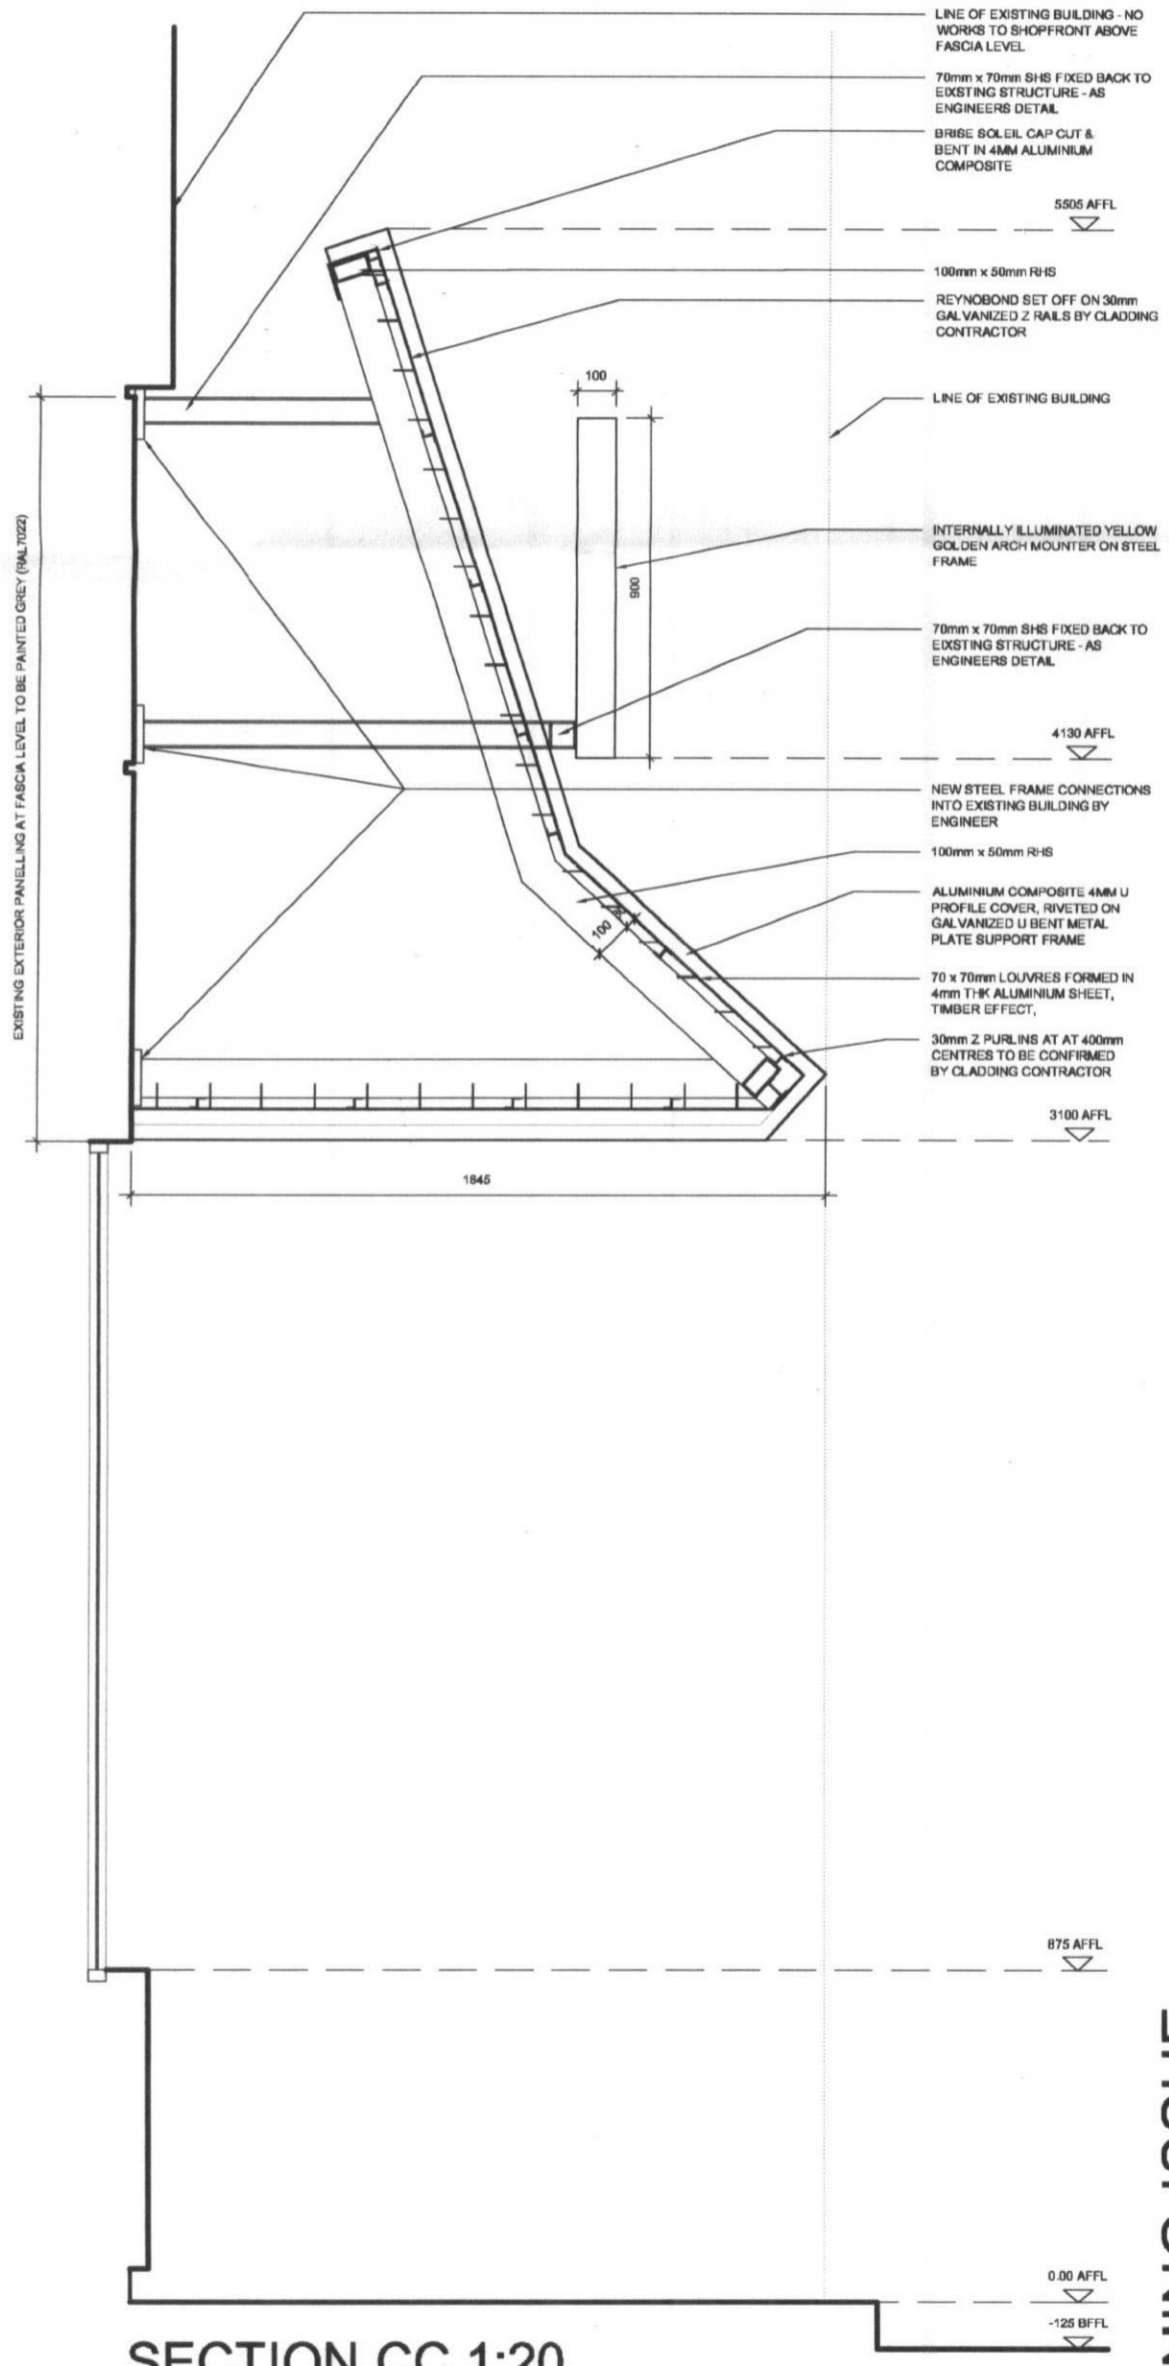 LINE OF EXISTING BUILDING - NO
WORKS TO SHOPFRONT ABOVE
FASCIA LEVEL
70mm x 70mm SHS FIXED BACK TO
EIXSTING STRUCTURE - AS
ENGINEERS DETAIL
BRISE SOLEIL CAP CUT &
BENT IN 4MM ALUMINIUM
COMPOSITE
5505 AFFL
100mm x 50mm RHS
REYNOBOND SET OFF ON 30mm
GALVANIZED Z RAILS BY CLADDING
CONTRACTOR
100
LINE OF EXISTING BUILDING
EXISTING EXTERIOR PANELLING AT FASCIA LEVEL TO BE PAINTED GREY (RAL7022)
INTERNALLY ILLUMINATED YELLOW
GOLDEN ARCH MOUNTER ON STEEL
FRAME
900
70mm x 70mm SHS FIXED BACK TO
EIXSTING STRUCTURE - AS
ENGINEERS DETAIL
4130 AFFL
NEW STEEL FRAME CONNECTIONS
INTO EXISTING BUILDING BY
ENGINEER
100mm x 50mm RHS
ALUMINIUM COMPOSITE 4MM U
PROFILE COVER, RIVETED ON
GALVANIZED U BENT METAL
PLATE SUPPORT FRAME
100
70 x 70mm LOUVRES FORMED IN
4mm THK ALUMINIUM SHEET,
TIMBER EFFECT,
30mm Z PURLINS AT AT 400mm
CENTRES TO BE CONFIRMED
BY CLADDING CONTRACTOR
3100 AFFL
1845
875 AFFL
0.00 AFFL
-125 BFFL
SECTION CC 1:20